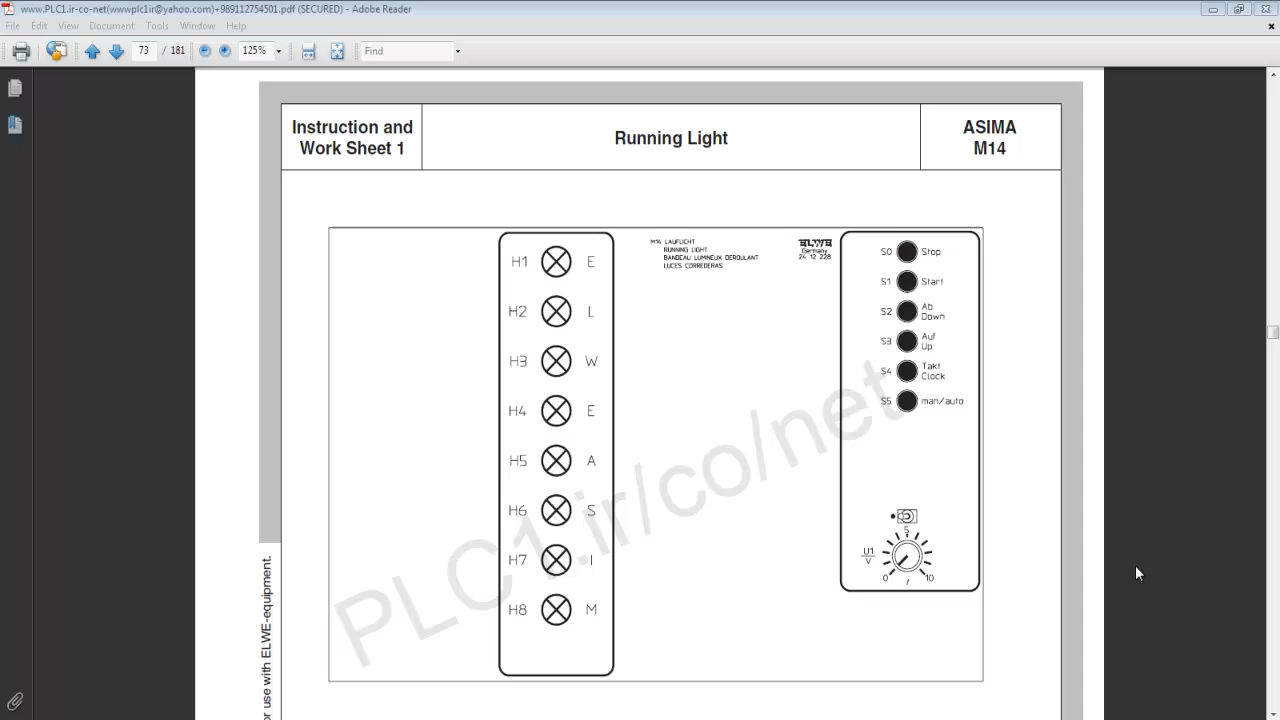 www.PLC1.ir-co-net(wwwplc1ir@yahoo.com)+989112754501.pdf (SECURED) - Adobe Reader
File Edit View Document Tools Window Help
73 / 181 125% Find
Instruction and
Work Sheet 1
Running Light
ASIMA
M14
M14 LAUFLICHT
RUNNING LIGHT
BANDEAU LUMINEUX DEROULANT
LUCES CORREDERAS
ELWE
Germany
24 12 228
H1 E
H2 L
H3 W
H4 E
H5 A
H6 S
H7 I
H8 M
S0 Stop
S1 Start
S2 Ab
Down
S3 Auf
Up
S4 Takt
Clock
S5 man/auto
5
U1
V
0 / 10
PLC1.ir/co/net
or use with ELWE-equipment.